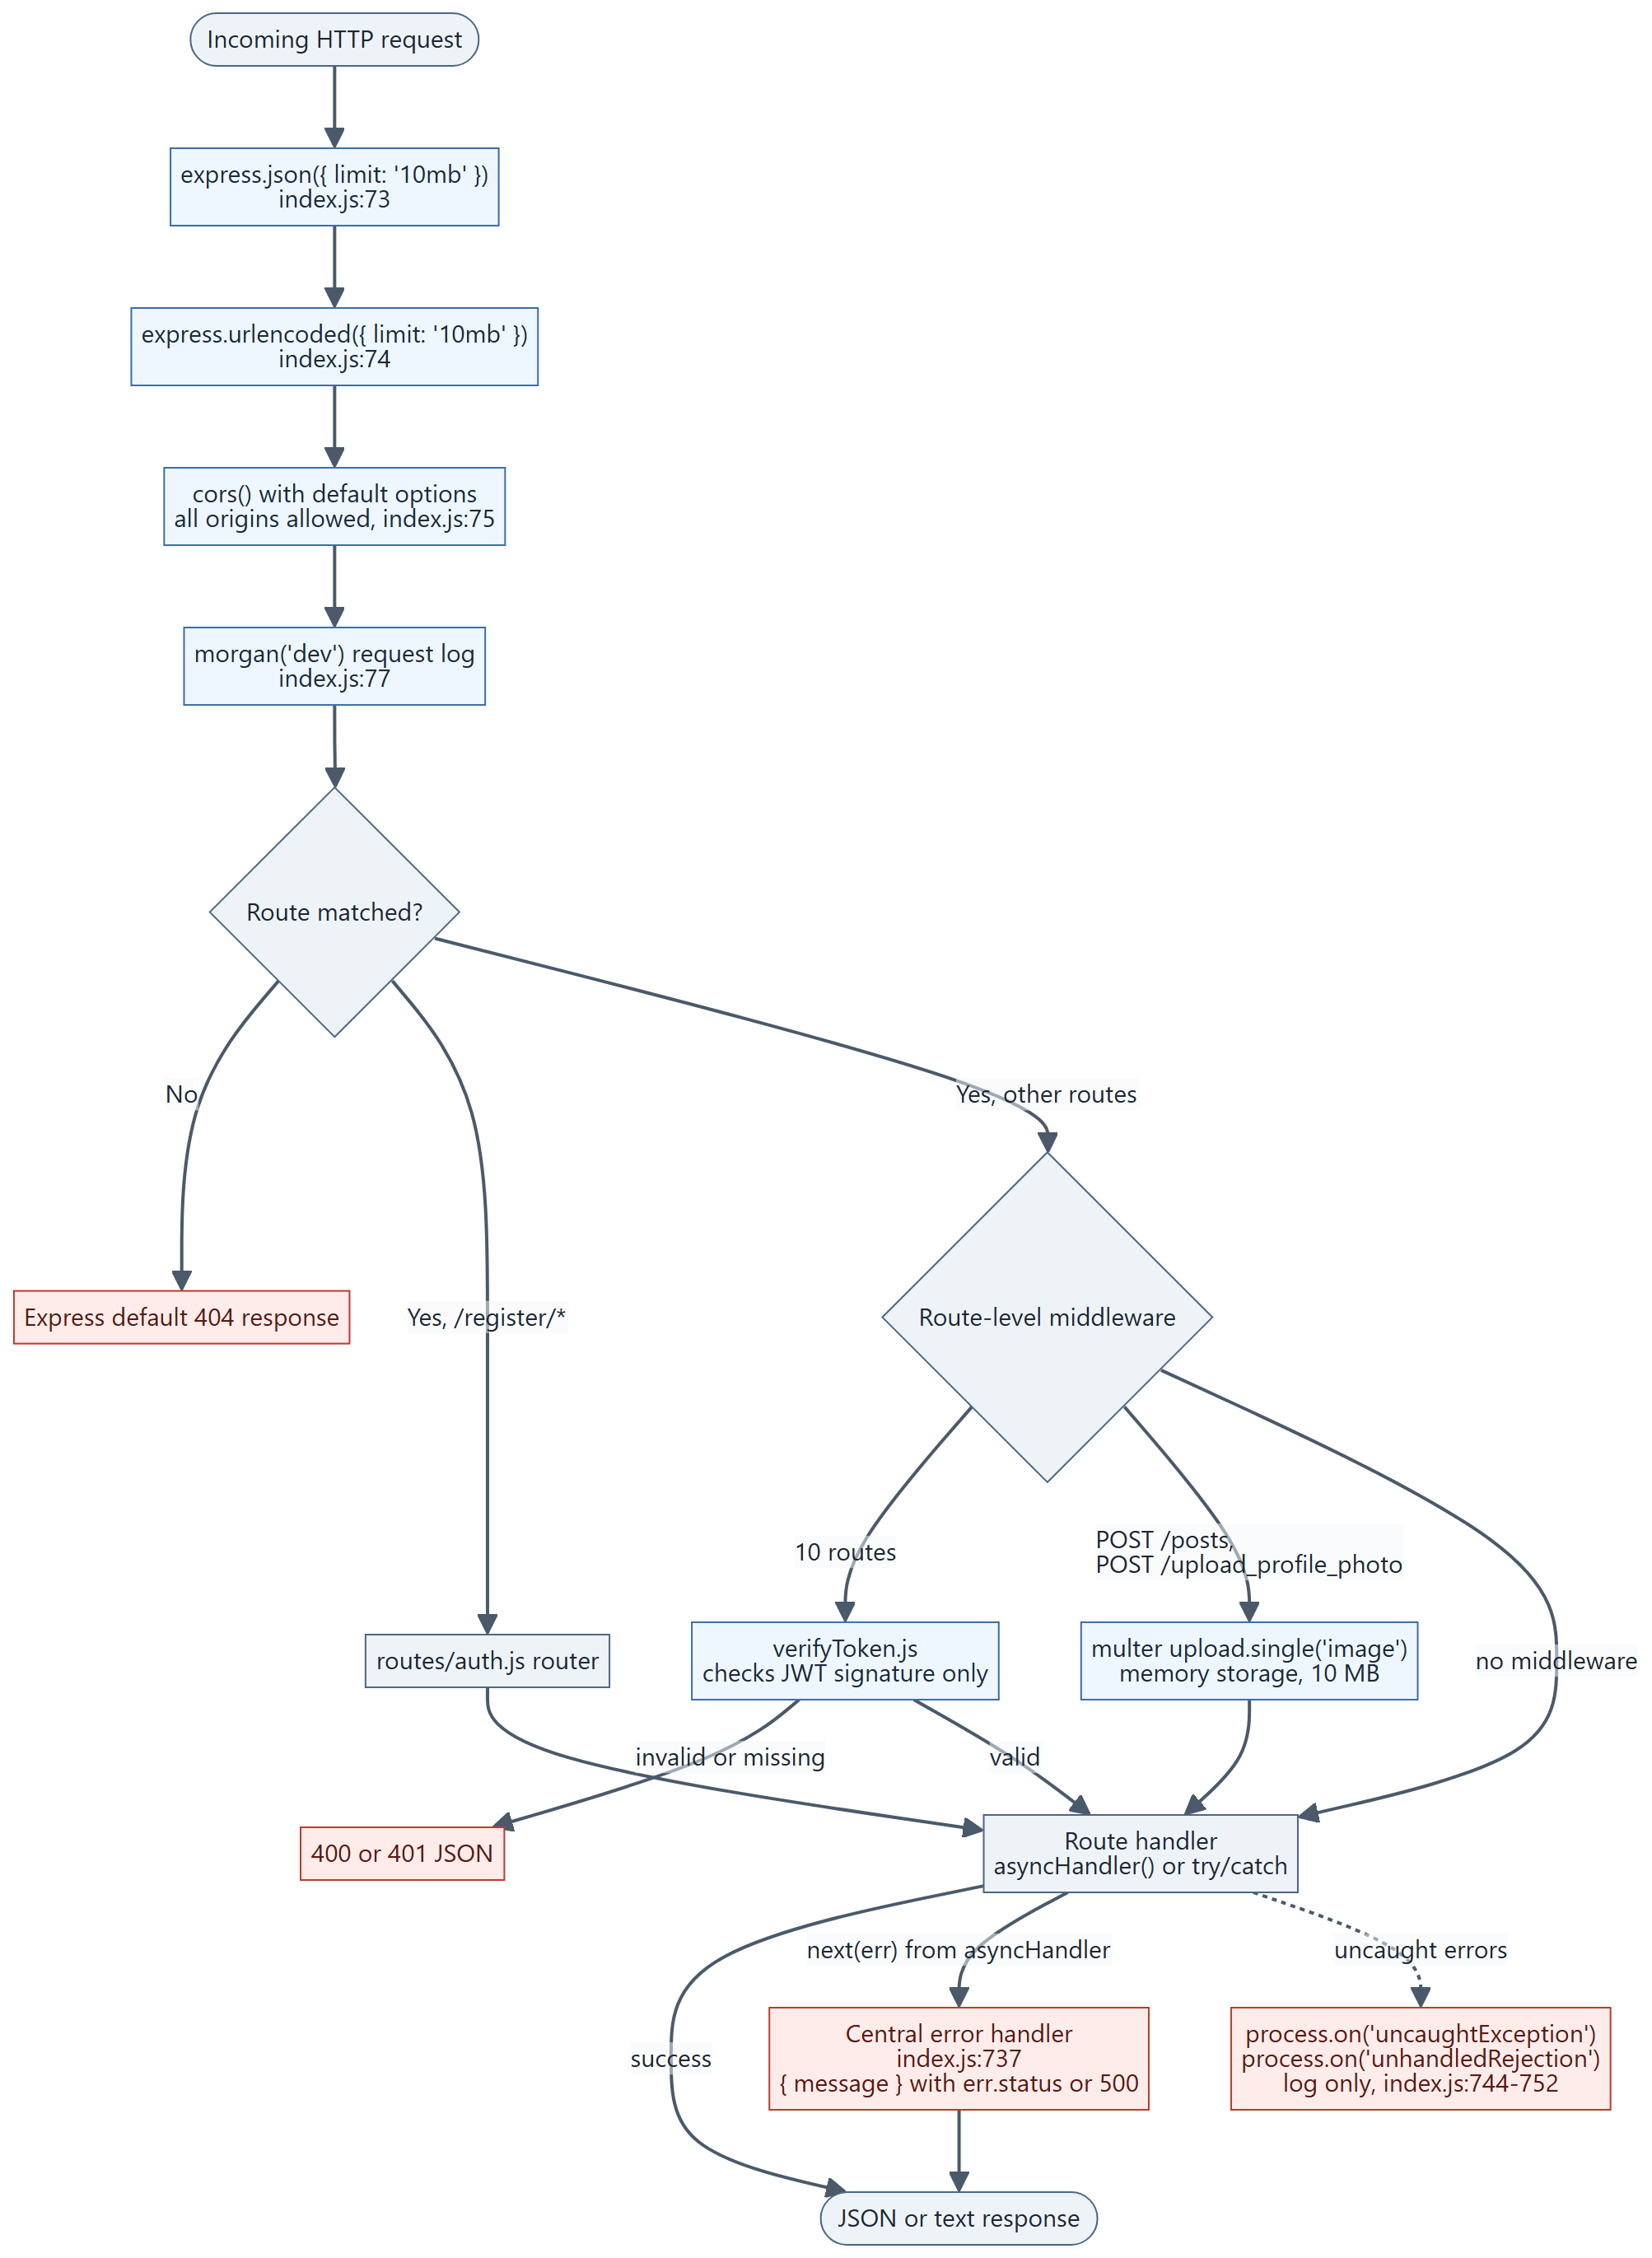 Incoming HTTP request
express.json({ limit: '10mb' })
index.js:73
express.urlencoded({ limit: '10mb' })
index.js:74
cors() with default options
all origins allowed, index.js:75
morgan('dev') request log
index.js:77
Route matched?
No
Yes, other routes
Express default 404 response
Yes, /register/*
Route-level middleware
10 routes
POST /posts,
POST /upload_profile_photo
routes/auth.js router
verifyToken.js
checks JWT signature only
multer upload.single('image')
memory storage, 10 MB
no middleware
invalid or missing
valid
400 or 401 JSON
Route handler
asyncHandler() or try/catch
next(err) from asyncHandler
uncaught errors
success
Central error handler
index.js:737
{ message } with err.status or 500
process.on('uncaughtException')
process.on('unhandledRejection')
log only, index.js:744-752
JSON or text response